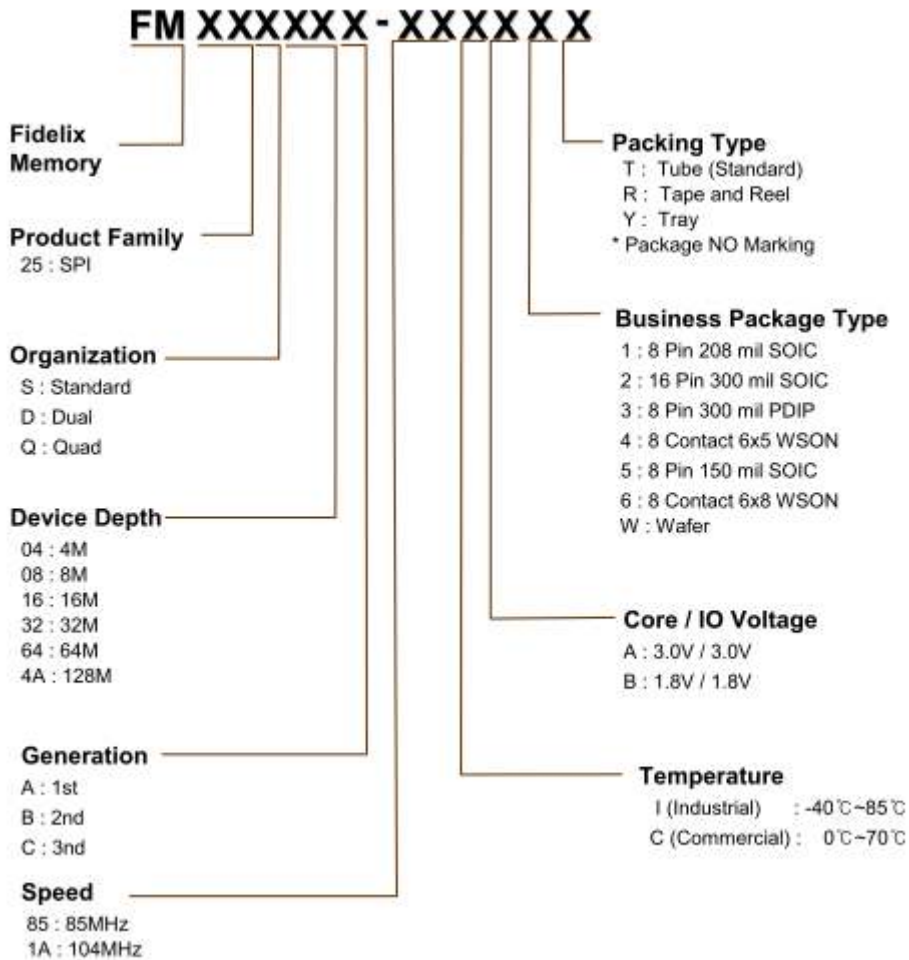 FM XXXXXX - XXXXXX
Fidelix
Memory
Product Family
25 : SPI
Organization
S : Standard
D : Dual
Q : Quad
Device Depth
04 : 4M
08 : 8M
16 : 16M
32 : 32M
64 : 64M
4A : 128M
Generation
A : 1st
B : 2nd
C : 3nd
Speed
85 : 85MHz
1A : 104MHz
Packing Type
T : Tube (Standard)
R : Tape and Reel
Y : Tray
* Package NO Marking
Business Package Type
1 : 8 Pin 208 mil SOIC
2 : 16 Pin 300 mil SOIC
3 : 8 Pin 300 mil PDIP
4 : 8 Contact 6x5 WSON
5 : 8 Pin 150 mil SOIC
6 : 8 Contact 6x8 WSON
W : Wafer
Core / IO Voltage
A : 3.0V / 3.0V
B : 1.8V / 1.8V
Temperature
I (Industrial) : -40℃~85℃
C (Commercial) : 0℃~70℃